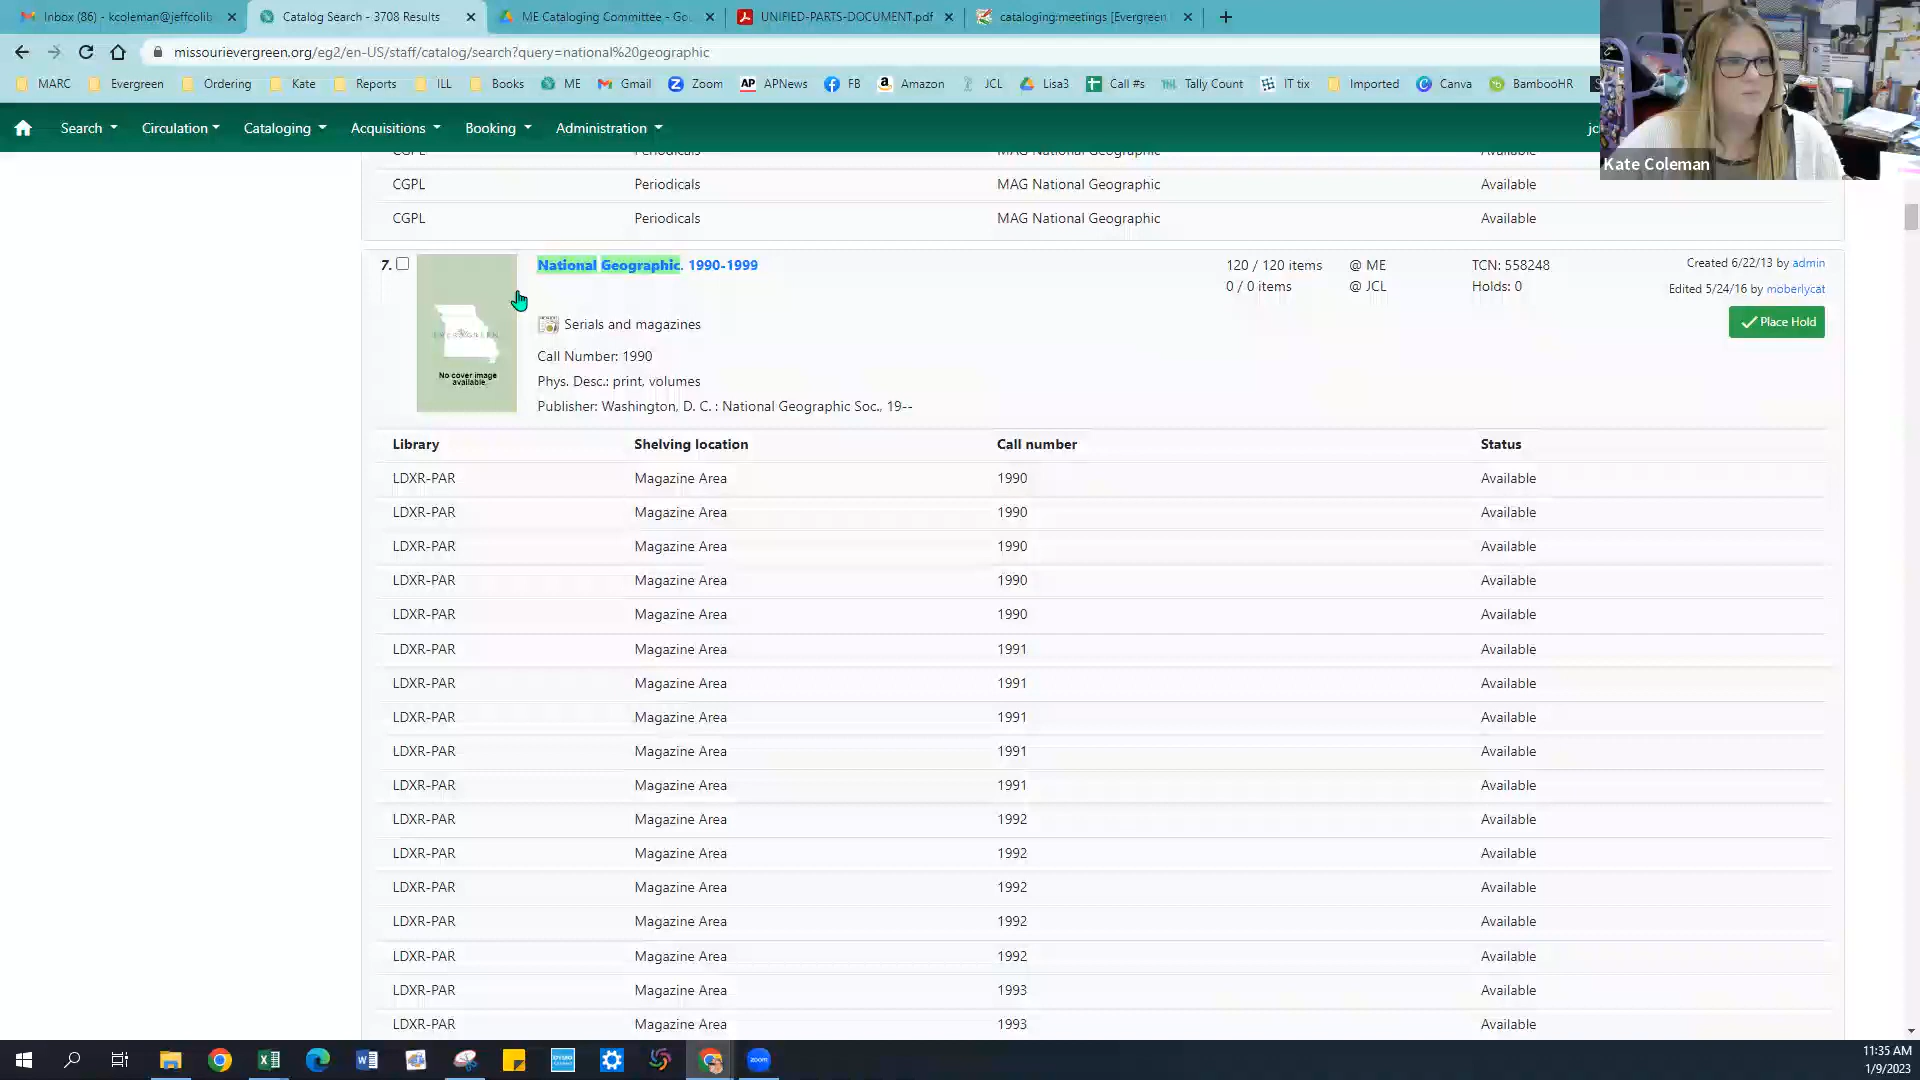 Inbox (86) - kcoleman@jeffcolib
Catalog Search - 3708 Results
ME Cataloging Committee - Go
UNIFIED-PARTS-DOCUMENT.pdf
cataloging:meetings [Evergreen
missourievergreen.org/eg2/en-US/staff/catalog/search?query=national%20geographic
MARC
Evergreen
Ordering
Kate
Reports
ILL
Books
ME
Gmail
Zoom
AP APNews
FB
Amazon
JCL
Lisa3
Call #s
Tally Count
IT tix
Imported
Canva
BambooHR
Search
Circulation
Cataloging
Acquisitions
Booking
Administration
Kate Coleman
CGPL Periodicals MAG National Geographic Available
CGPL Periodicals MAG National Geographic Available
CGPL Periodicals MAG National Geographic Available
7. National Geographic. 1990-1999 120 / 120 items @ ME TCN: 558248 Created 6/22/13 by admin
0 / 0 items @ JCL Holds: 0 Edited 5/24/16 by moberlycat
Place Hold
Serials and magazines
Call Number: 1990
No cover image
available
Phys. Desc.: print, volumes
Publisher: Washington, D. C. : National Geographic Soc., 19--
Library Shelving location Call number Status
LDXR-PAR Magazine Area 1990 Available
LDXR-PAR Magazine Area 1990 Available
LDXR-PAR Magazine Area 1990 Available
LDXR-PAR Magazine Area 1990 Available
LDXR-PAR Magazine Area 1990 Available
LDXR-PAR Magazine Area 1991 Available
LDXR-PAR Magazine Area 1991 Available
LDXR-PAR Magazine Area 1991 Available
LDXR-PAR Magazine Area 1991 Available
LDXR-PAR Magazine Area 1991 Available
LDXR-PAR Magazine Area 1992 Available
LDXR-PAR Magazine Area 1992 Available
LDXR-PAR Magazine Area 1992 Available
LDXR-PAR Magazine Area 1992 Available
LDXR-PAR Magazine Area 1992 Available
LDXR-PAR Magazine Area 1993 Available
LDXR-PAR Magazine Area 1993 Available
zoom
11:35 AM
1/9/2023